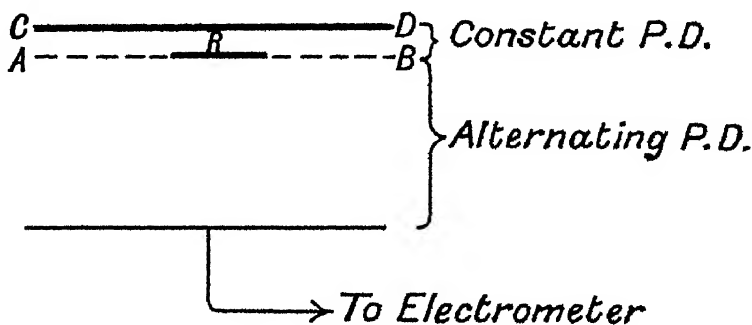 C R D Constant P.D.
A B
Alternating P.D.
To Electrometer